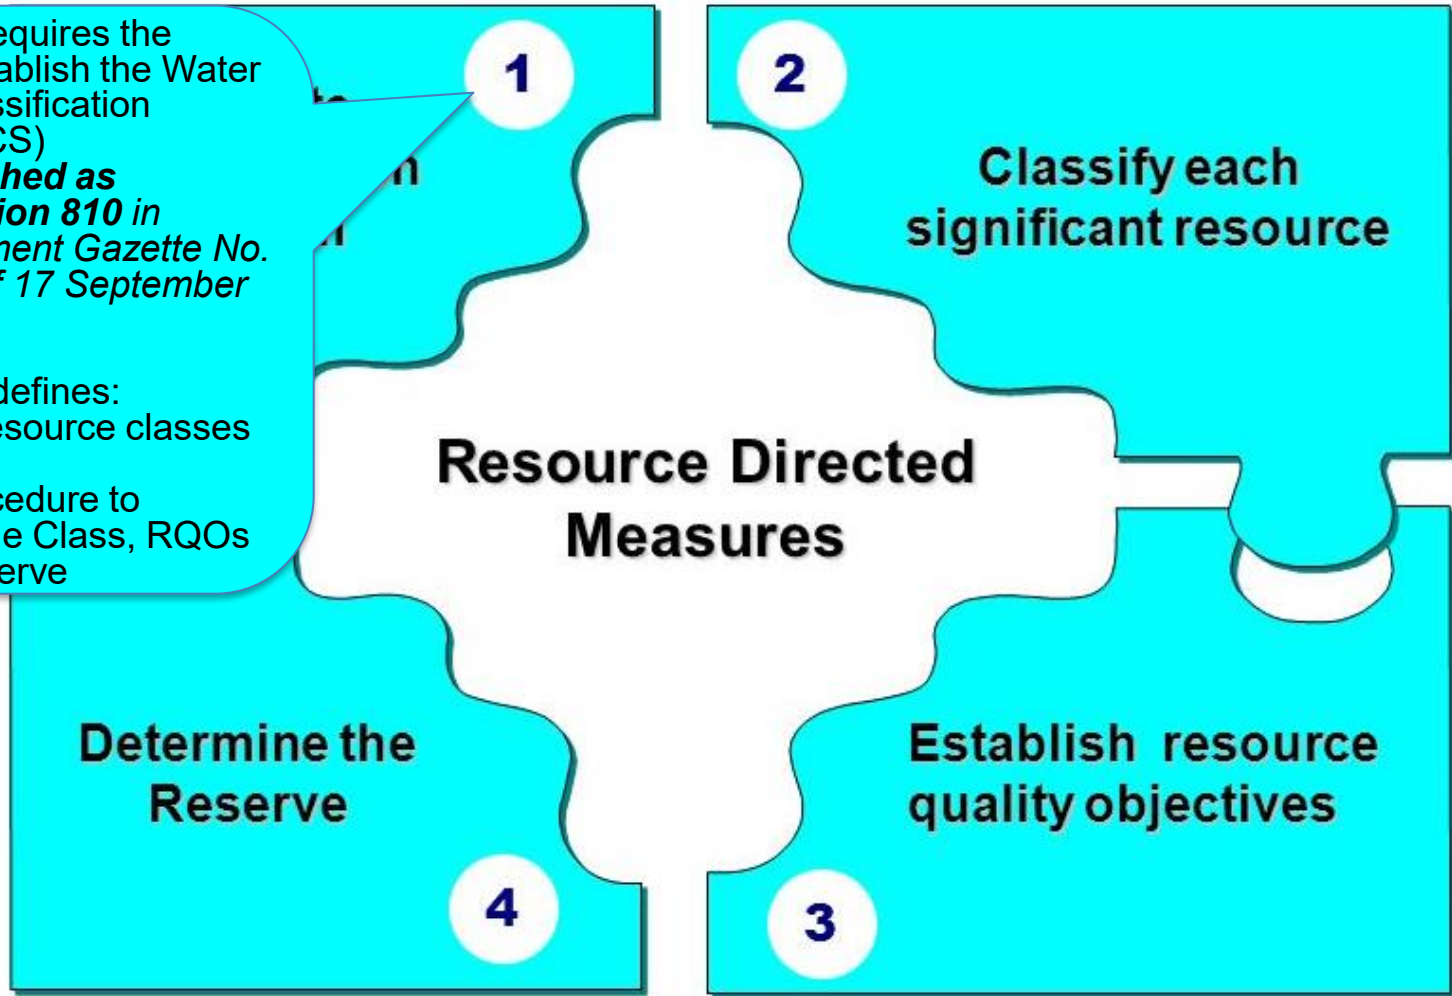 equires the
ablish the Water
ssification
CS)
hed as
ion 810 in
ment Gazette No.
f 17 September
defines:
esource classes
cedure to
e Class, RQOs
erve
1
2
Classify each
significant resource
Resource Directed
Measures
Determine the
Reserve
4
Establish resource
quality objectives
3